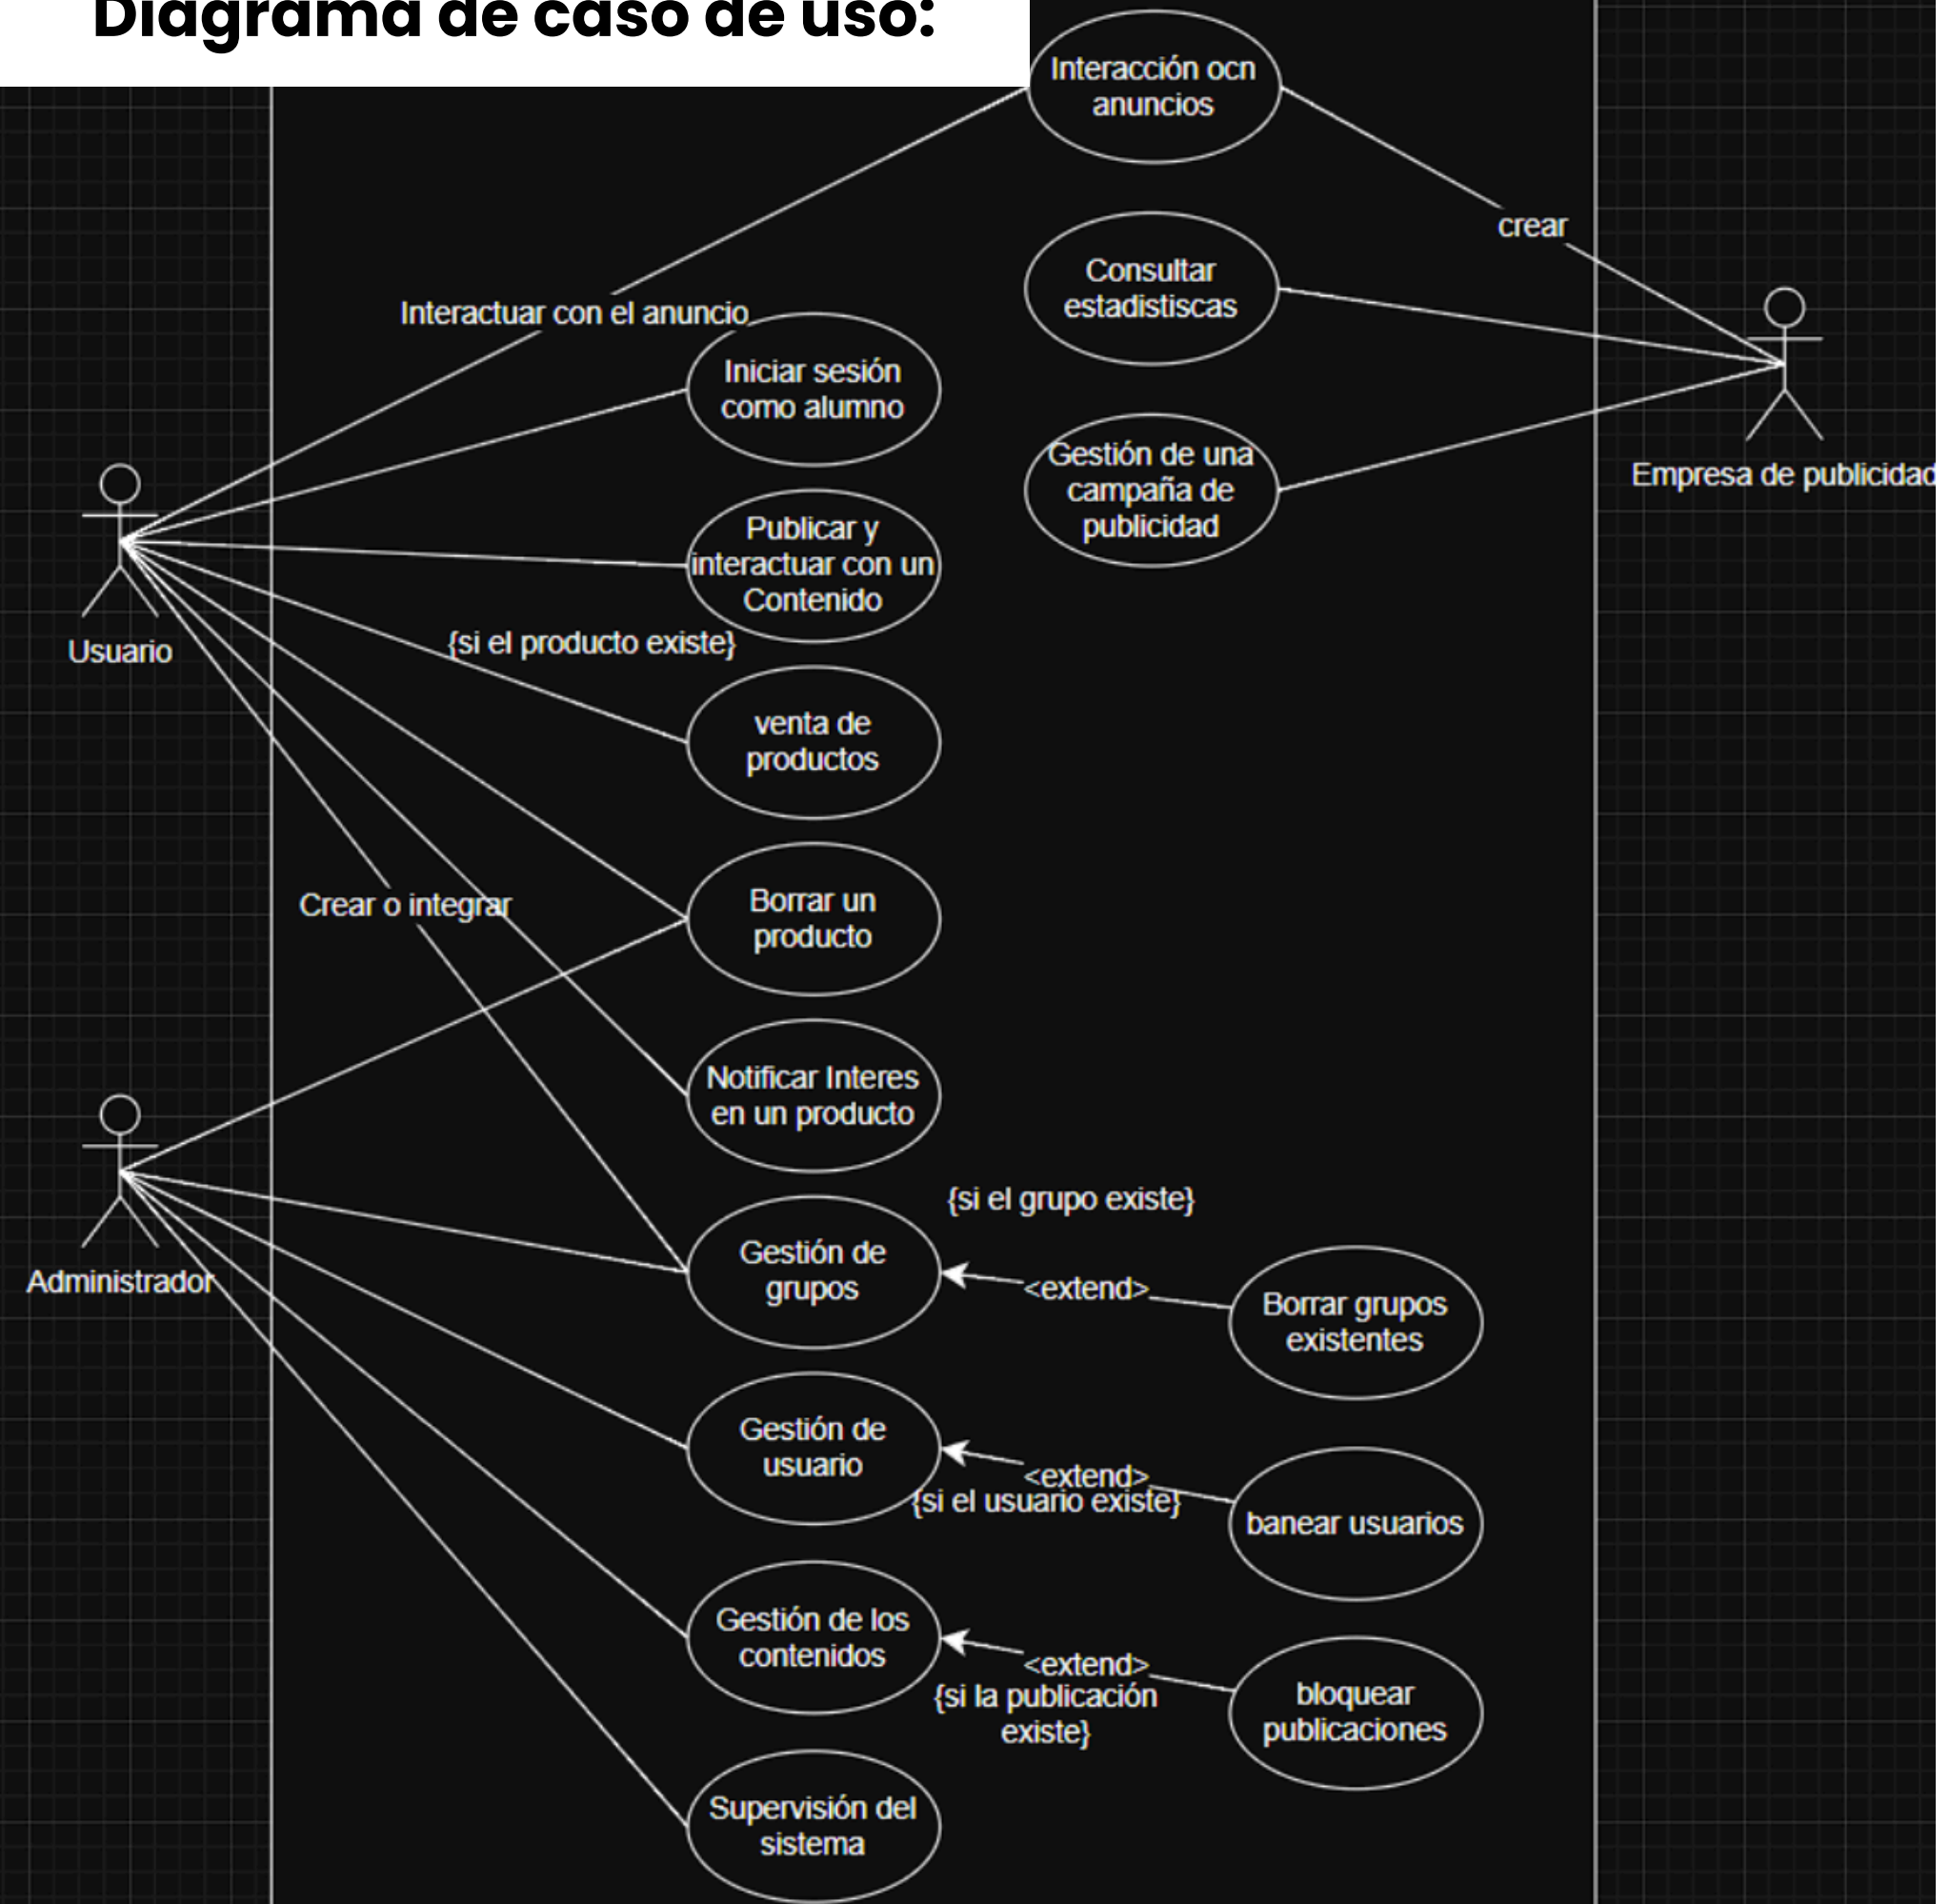 Diagrama de caso de uso:
Interacción ocn
anuncios
crear
Consultar
estadistiscas
Interactuar con el anuncio
Iniciar sesión
como alumno
Gestión de una
campaña de
publicidad
Empresa de publicidad
Publicar y
interactuar con un
Contenido
Usuario
{si el producto existe}
venta de
productos
Crear o integrar
Borrar un
producto
Notificar Interes
en un producto
{si el grupo existe}
Administrador
Gestión de
grupos
<extend>
Borrar grupos
existentes
Gestión de
usuario
<extend>
{si el usuario existe}
banear usuarios
Gestión de los
contenidos
<extend>
{si la publicación
existe}
bloquear
publicaciones
Supervisión del
sistema